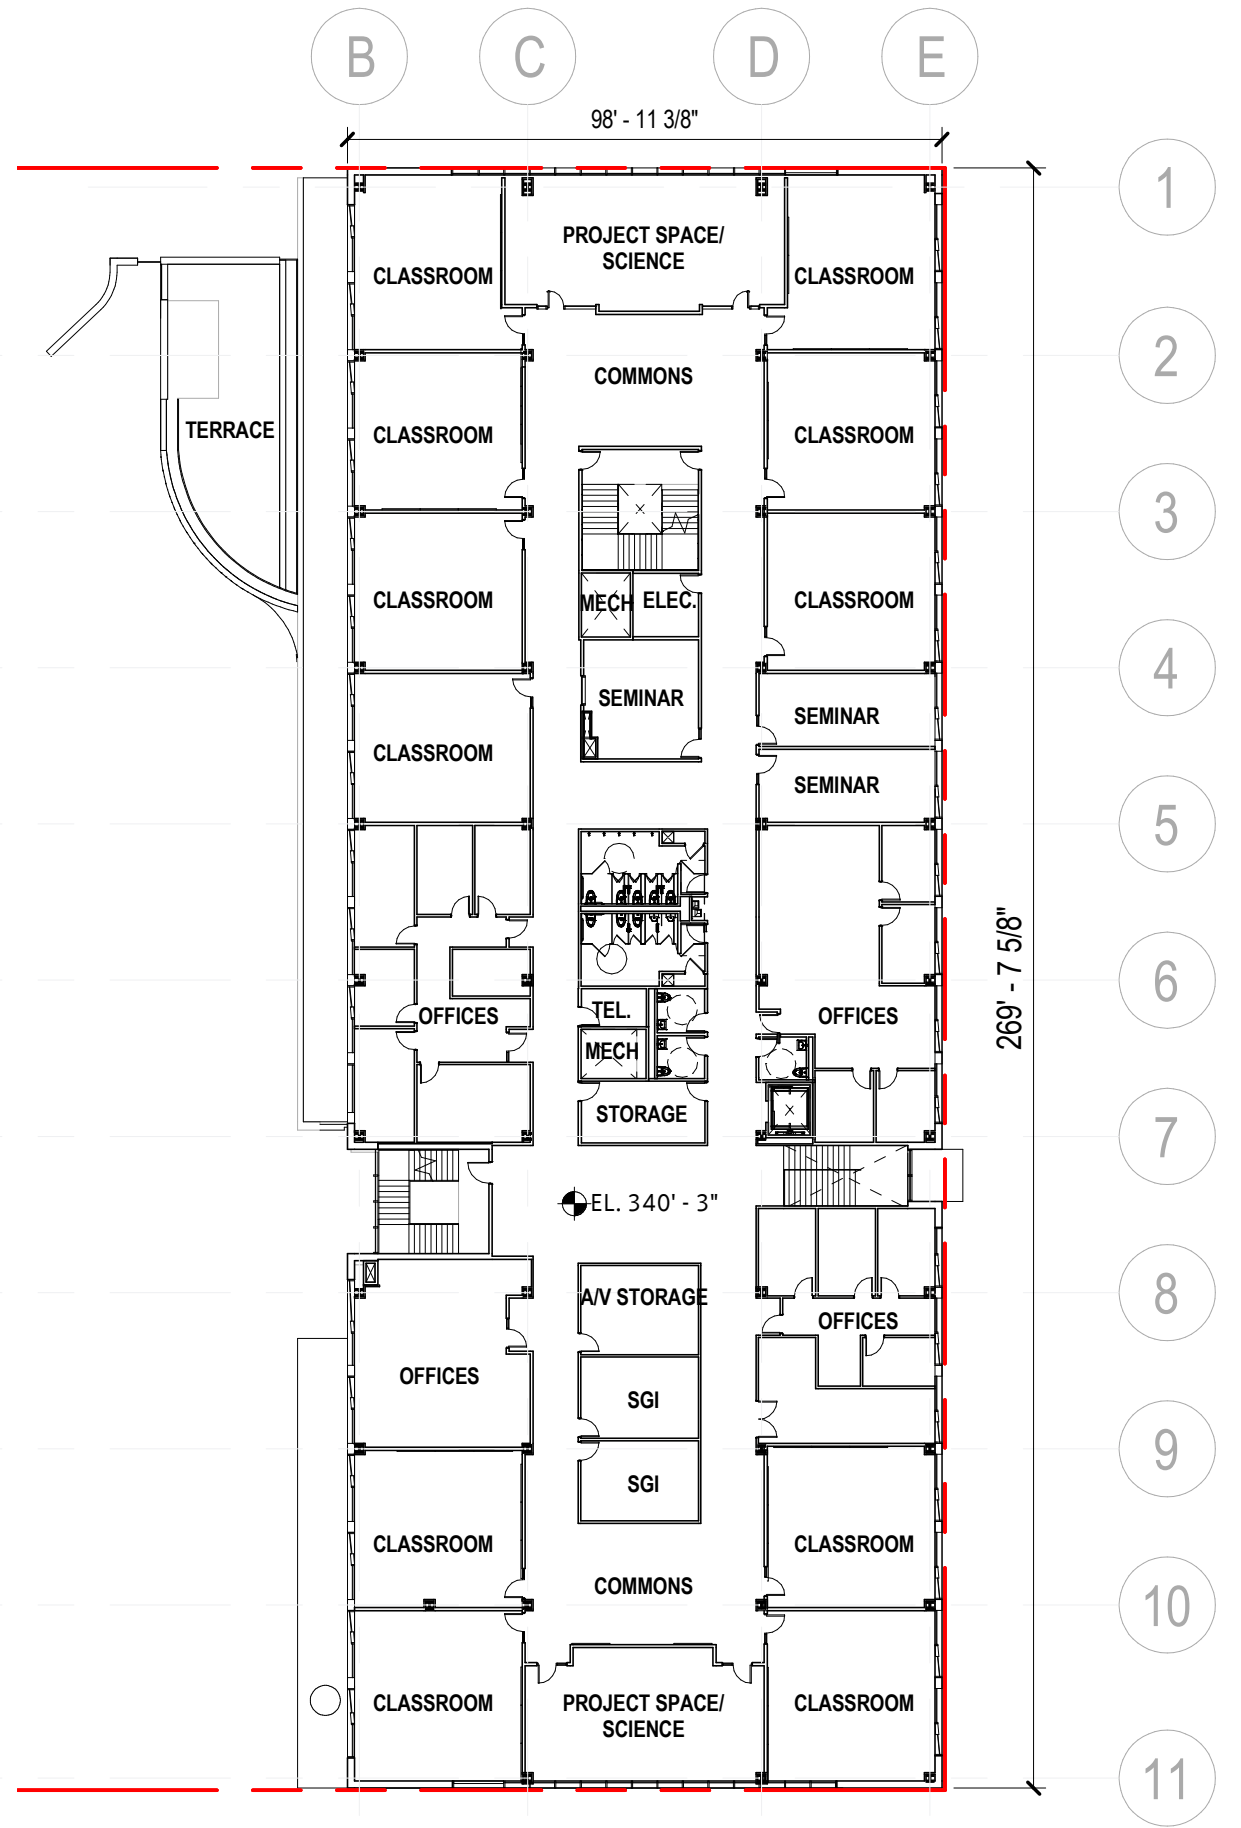 B
C
D
E
98' - 11 3/8"
1
PROJECT SPACE/
SCIENCE
CLASSROOM
CLASSROOM
2
COMMONS
TERRACE
CLASSROOM
CLASSROOM
3
CLASSROOM
MECH
ELEC.
CLASSROOM
4
SEMINAR
SEMINAR
CLASSROOM
SEMINAR
5
269' - 7 5/8"
6
OFFICES
TEL.
OFFICES
MECH
STORAGE
7
EL. 340' - 3"
8
A/V STORAGE
OFFICES
OFFICES
SGI
9
SGI
CLASSROOM
CLASSROOM
COMMONS
10
CLASSROOM
PROJECT SPACE/
SCIENCE
CLASSROOM
11